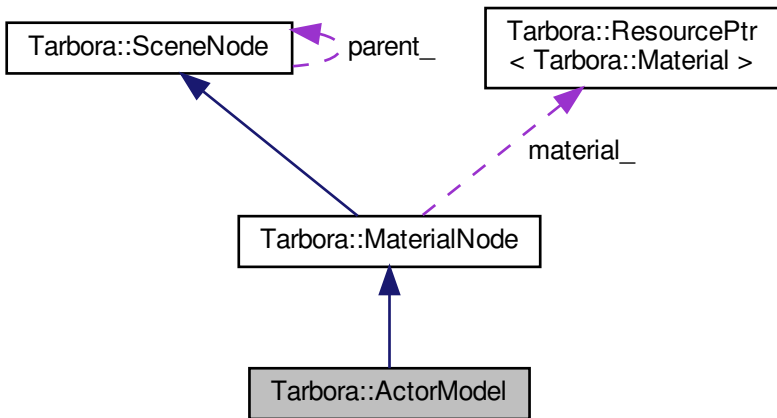 Tarbora::SceneNode
parent_
Tarbora::ResourcePtr
< Tarbora::Material >
material_
Tarbora::MaterialNode
Tarbora::ActorModel